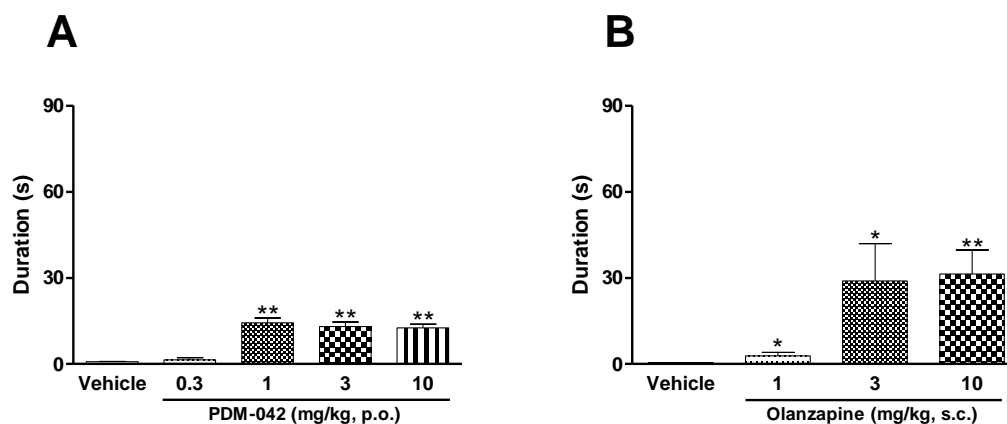 A
Duration (s)
90
60
30
0
** ** **
Vehicle 0.3 1 3 10
PDM-042 (mg/kg, p.o.)
B
Duration (s)
90
60
30
0
* * **
Vehicle 1 3 10
Olanzapine (mg/kg, s.c.)